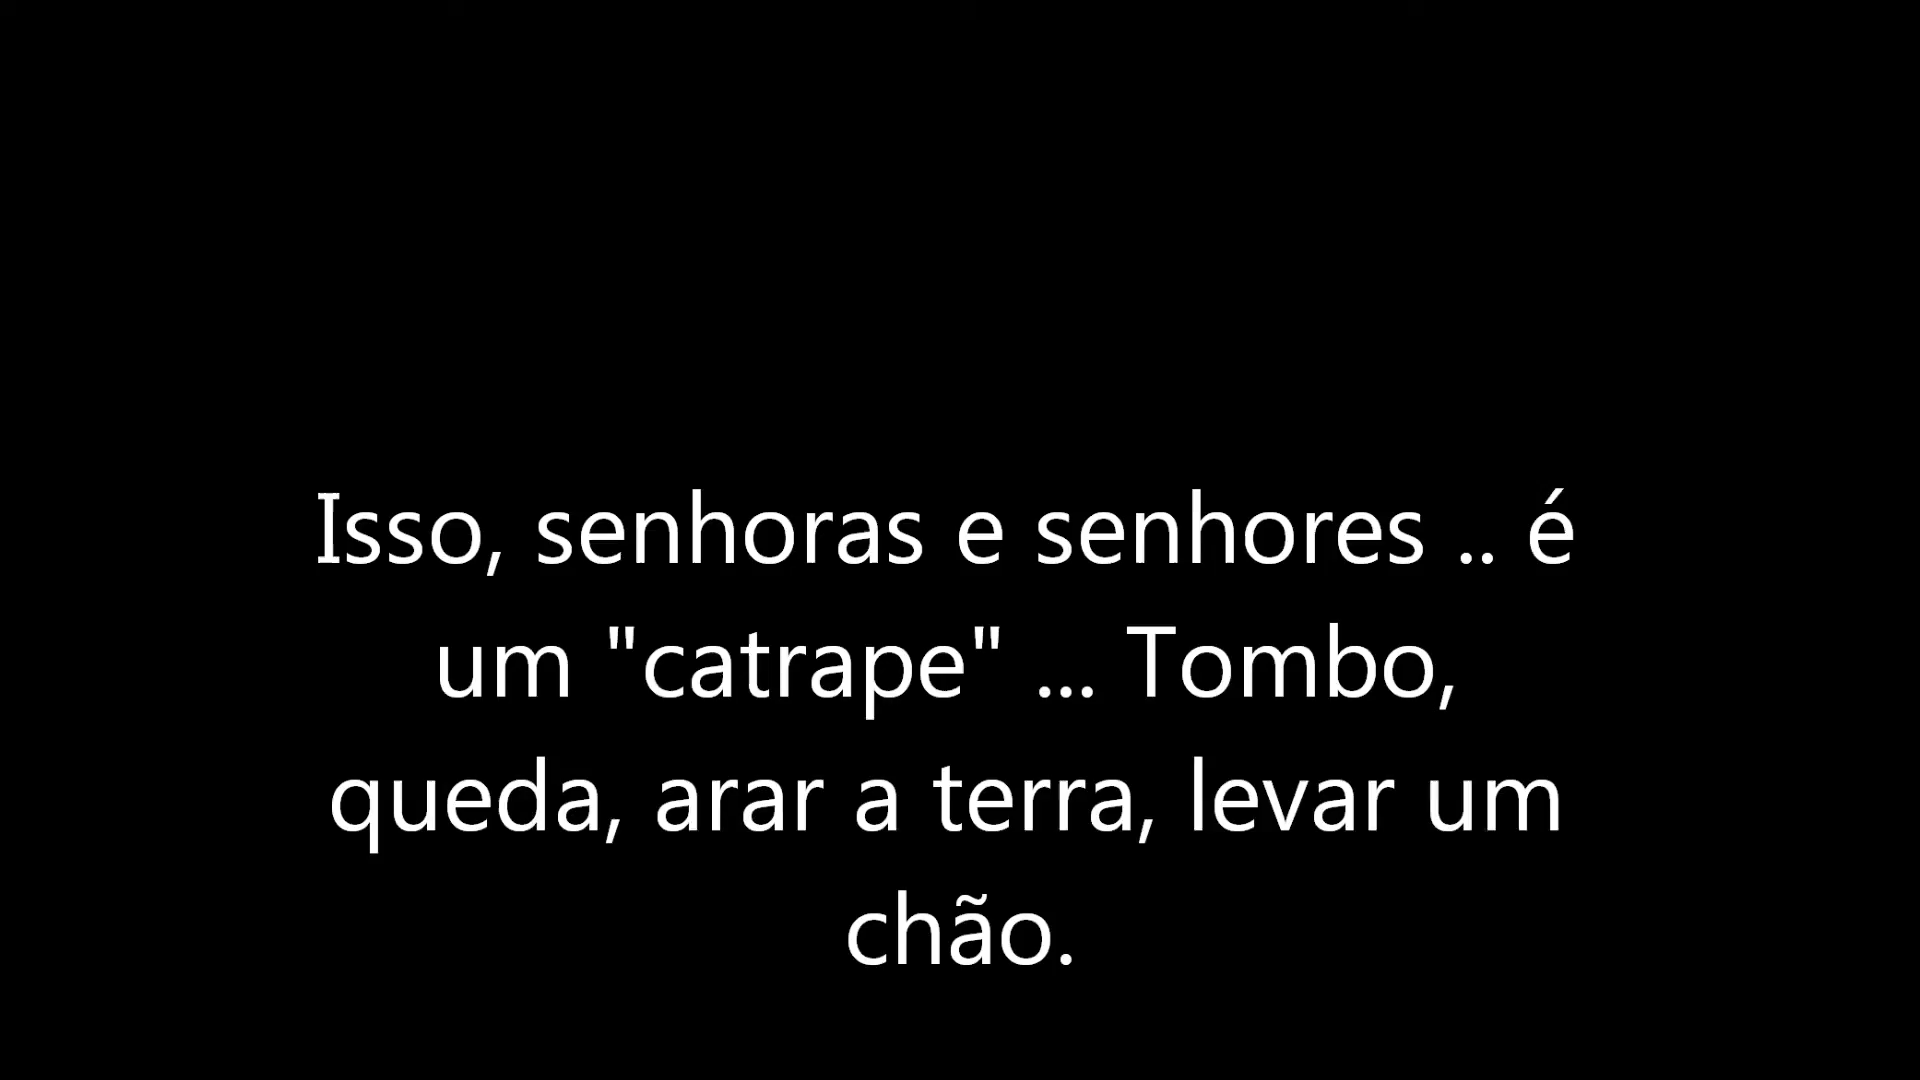 Isso, senhoras e senhores .. é
um "catrape" ... Tombo,
queda, arar a terra, levar um
chão.